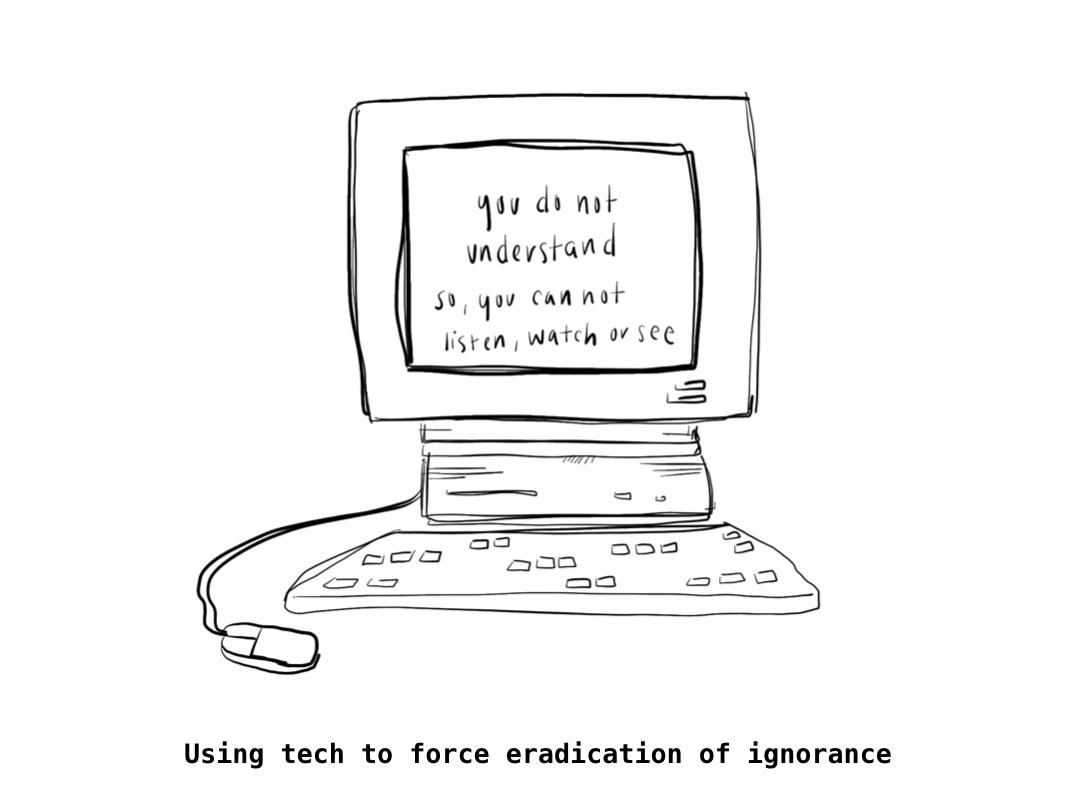 you do not
understand
so, you can not
listen, watch or see
Using tech to force eradication of ignorance